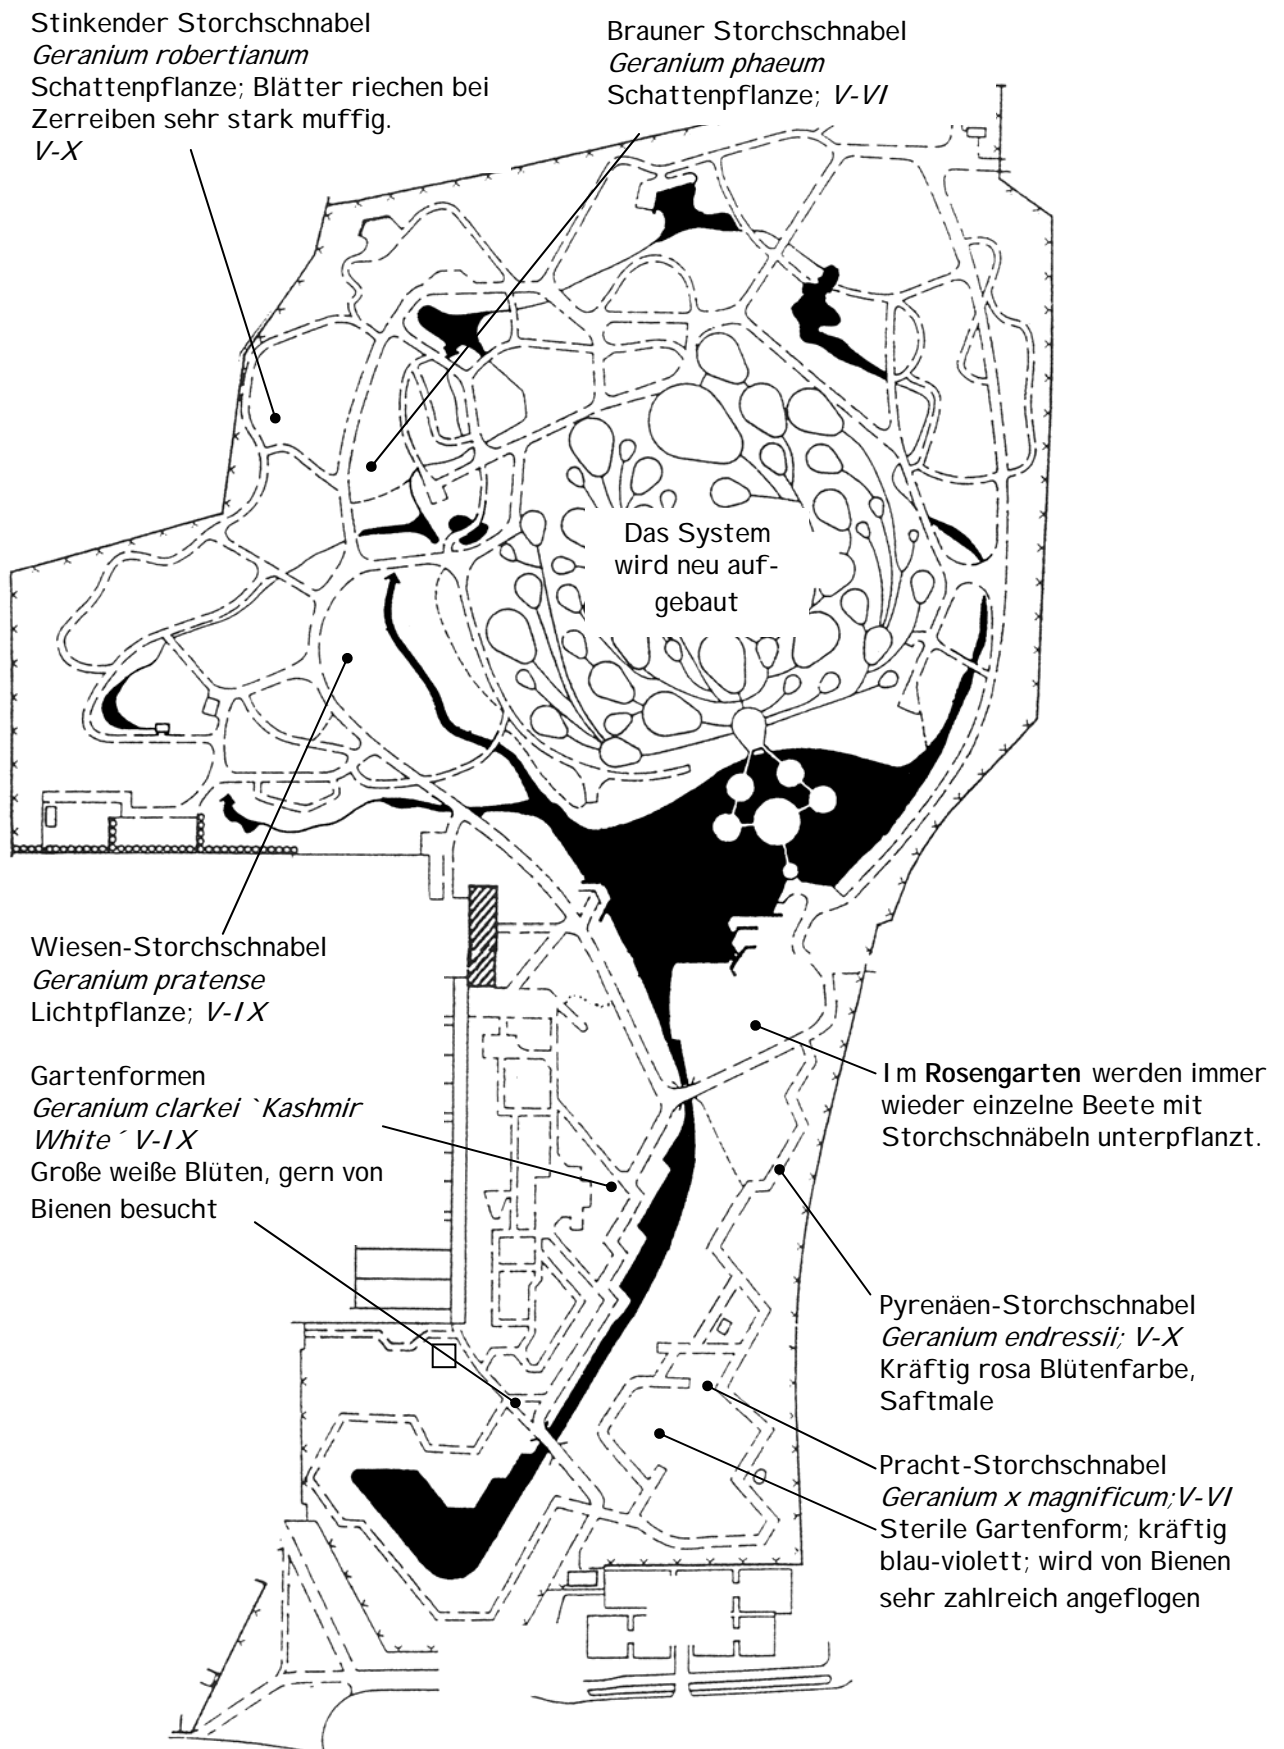 Stinkender Storchschnabel
Geranium robertianum
Schattenpflanze; Blätter riechen bei
Zerreiben sehr stark muffig.
V-X
Brauner Storchschnabel
Geranium phaeum
Schattenpflanze; V-VI
Das System
wird neu auf-
gebaut
Wiesen-Storchschnabel
Geranium pratense
Lichtpflanze; V-IX
Gartenformen
Geranium clarkei `Kashmir
White´ V-IX
Große weiße Blüten, gern von
Bienen besucht
Im Rosengarten werden immer
wieder einzelne Beete mit
Storchschnäbeln unterpflanzt.
Pyrenäen-Storchschnabel
Geranium endressii; V-X
Kräftig rosa Blütenfarbe,
Saftmale
Pracht-Storchschnabel
Geranium x magnificum;V-VI
Sterile Gartenform; kräftig
blau-violett; wird von Bienen
sehr zahlreich angeflogen